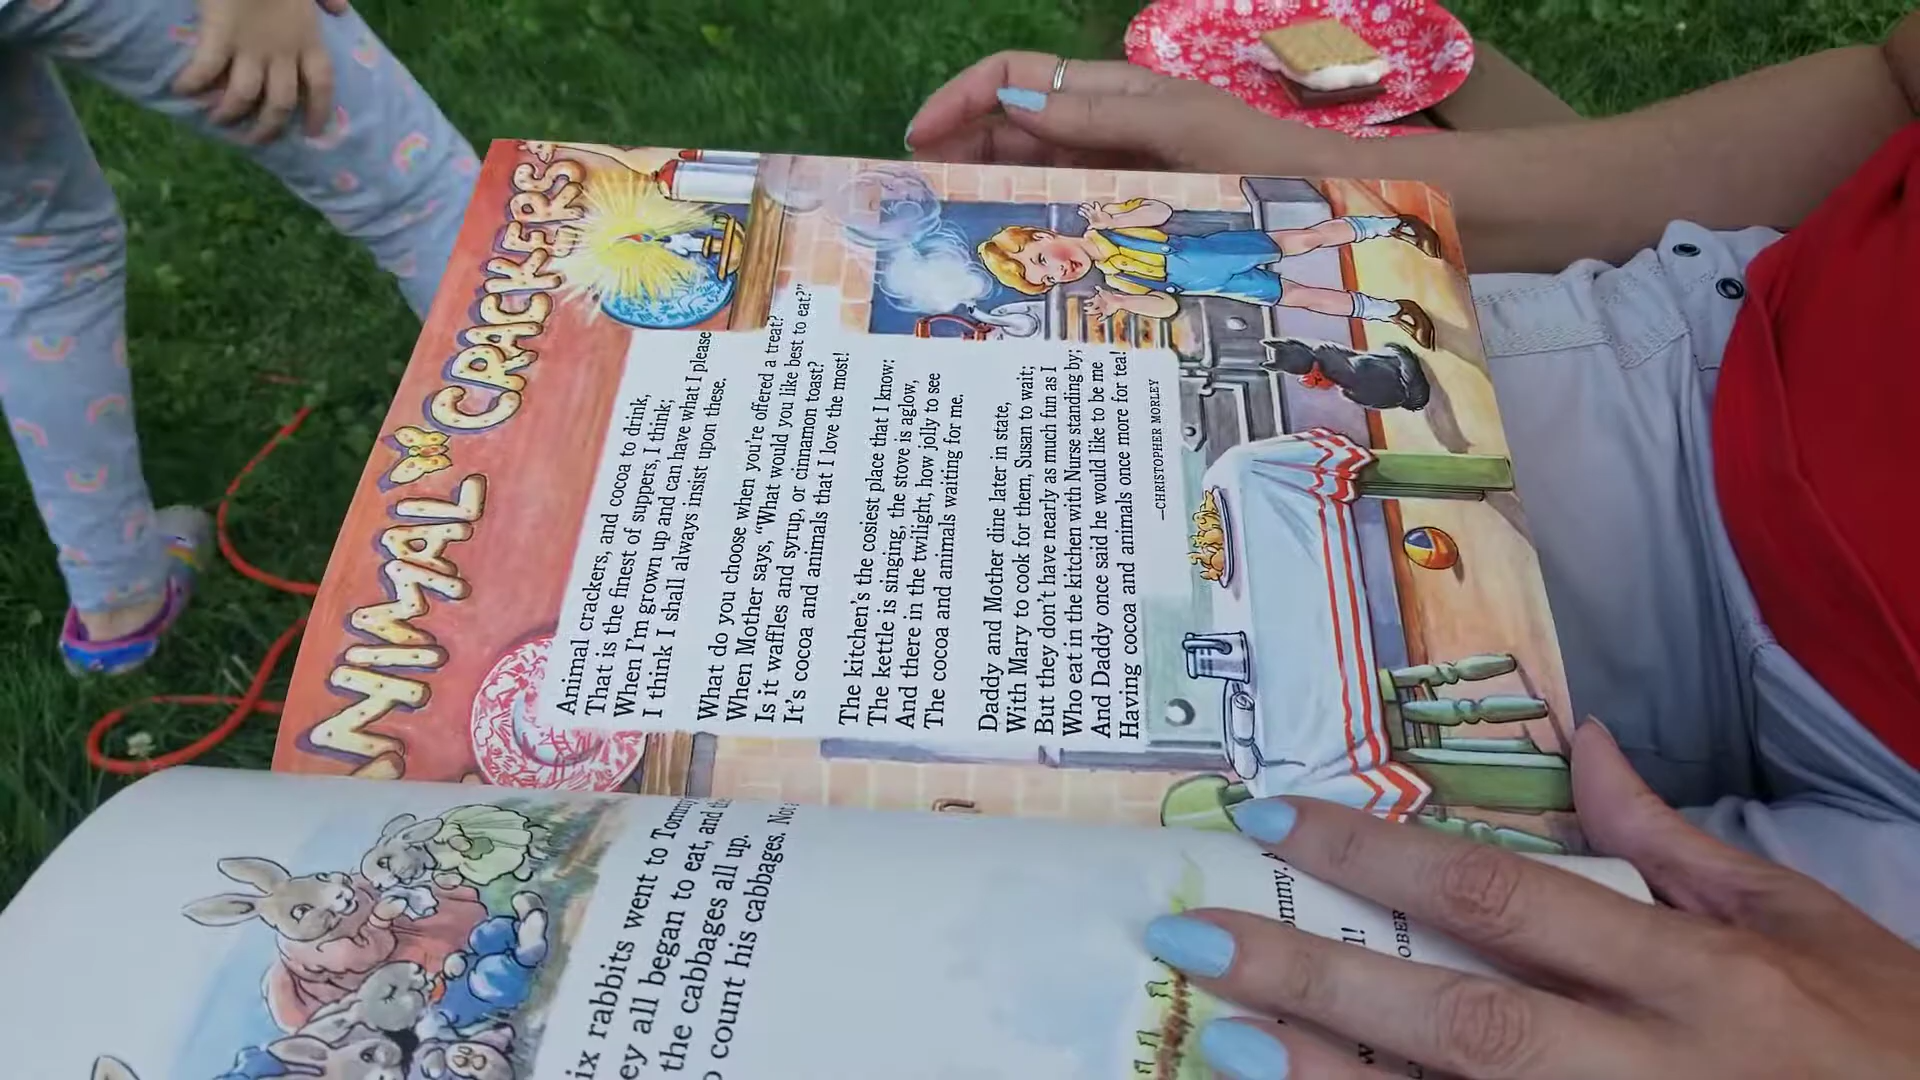 ANIMAL CRACKERS
Animal crackers, and cocoa to drink,
That is the finest of suppers, I think;
When I'm grown up and can have what I please
I think I shall always insist upon these.
What do you choose when you're offered a treat?
When Mother says, "What would you like best to eat?"
Is it waffles and syrup, or cinnamon toast?
It's cocoa and animals that I love the most!
The kitchen's the cosiest place that I know:
The kettle is singing, the stove is aglow,
And there in the twilight, how jolly to see
The cocoa and animals waiting for me.
Daddy and Mother dine later in state,
With Mary to cook for them, Susan to wait;
But they don't have nearly as much fun as I
Who eat in the kitchen with Nurse standing by;
And Daddy once said he would like to be me
Having cocoa and animals once more for tea!
—CHRISTOPHER MORLEY
ix rabbits went to Tommy
ey all began to eat, and
the cabbages all up.
count his cabbages.